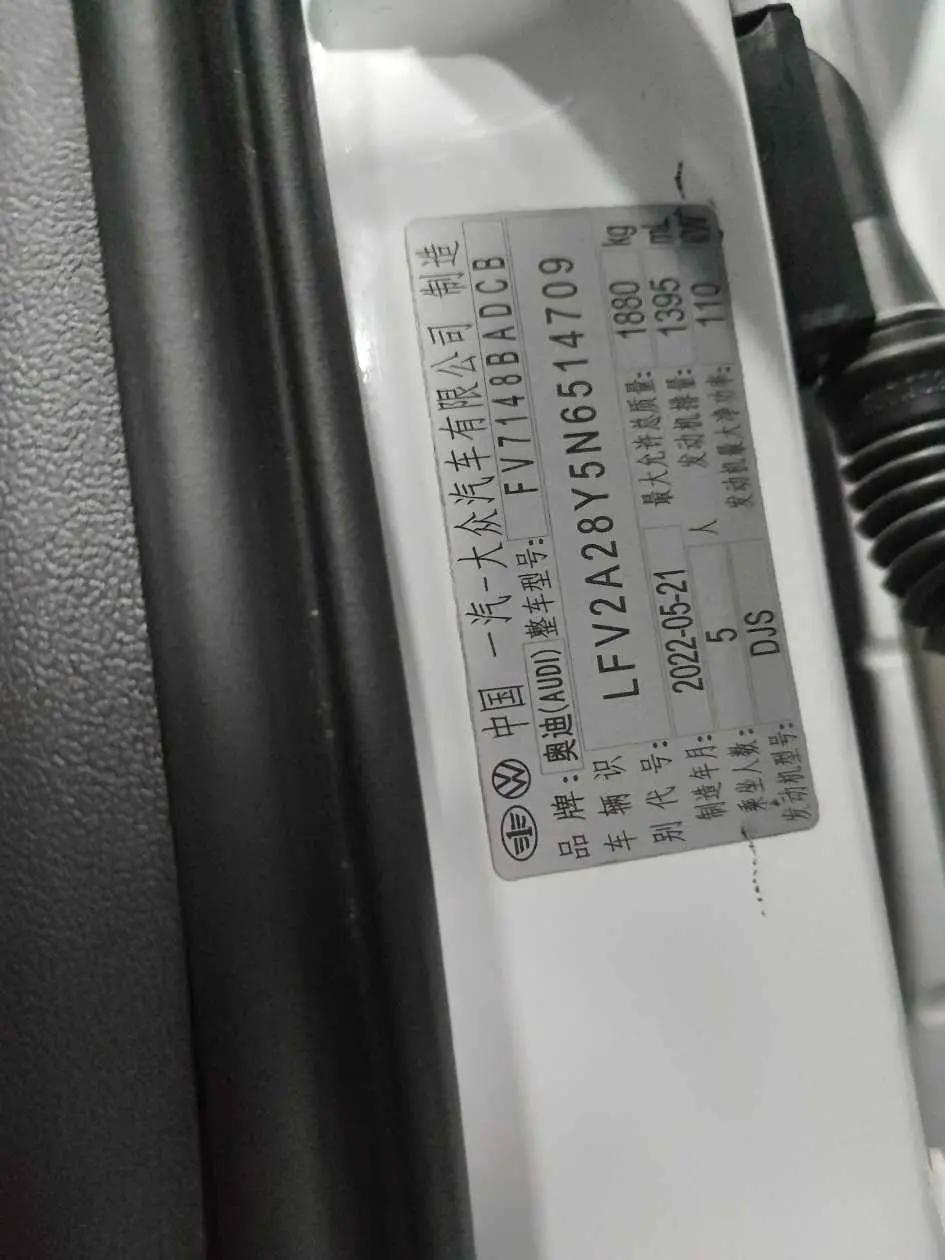 中国 一汽-大众汽车有限公司 制造
品牌: 奥迪(AUDI) 整车型号: FV7148BADCB
车辆识别代号: LFV2A28Y5N6514709
制造年月: 2022-05-21 最大允许总质量: 1880 kg
乘坐人数: 5 人 发动机排量: 1395 mL
发动机型号: DJS 发动机最大净功率: 110 kW